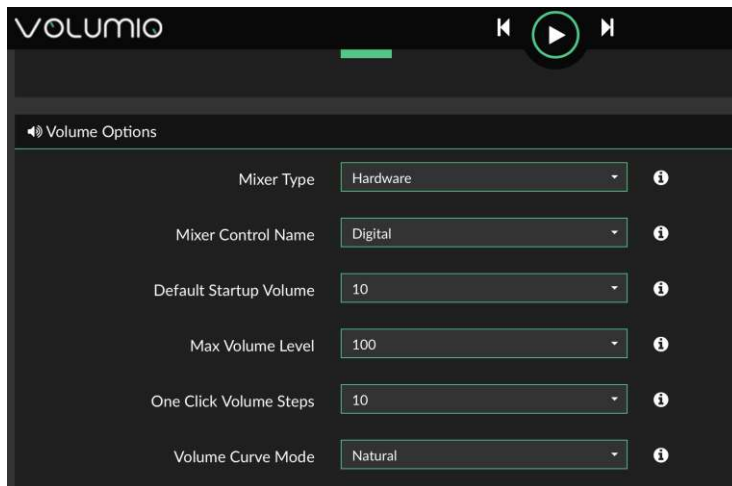 VOLUMIO
Volume Options
Mixer Type Hardware
Mixer Control Name Digital
Default Startup Volume 10
Max Volume Level 100
One Click Volume Steps 10
Volume Curve Mode Natural